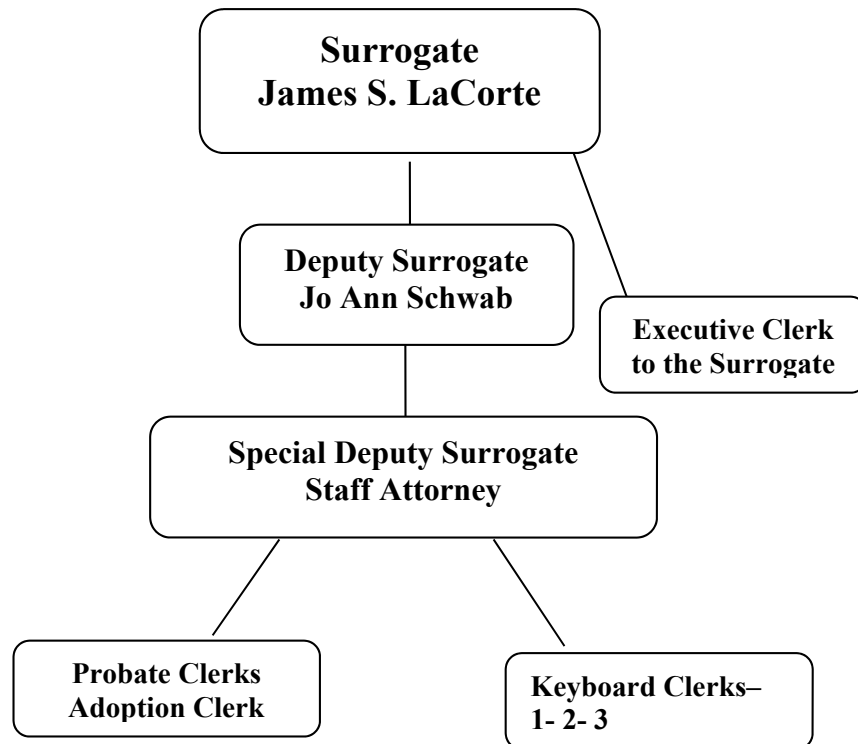 Surrogate
James S. LaCorte
Deputy Surrogate
Jo Ann Schwab
Executive Clerk
to the Surrogate
Special Deputy Surrogate
Staff Attorney
Probate Clerks
Adoption Clerk
Keyboard Clerks–
1- 2- 3